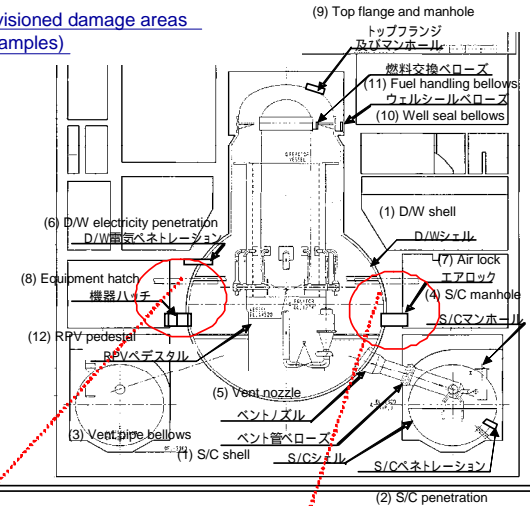 visioned damage areas
amples)
(9) Top flange and manhole
トップフランジ
及びマンホール
燃料交換ベローズ
(11) Fuel handling bellows
ウェルシールベローズ
(10) Well seal bellows
(6) D/W electricity penetration
D/W電気ペネトレーション
(1) D/W shell
D/Wシェル
(7) Air lock
エアロック
(8) Equipment hatch
機器ハッチ
(4) S/C manhole
S/Cマンホール
(12) RPV pedestal
RPVペデスタル
(5) Vent nozzle
ベントノズル
(3) Vent pipe bellows
ベント管ベローズ
(1) S/C shell
S/Cシェル
S/Cペネトレーション
(2) S/C penetration